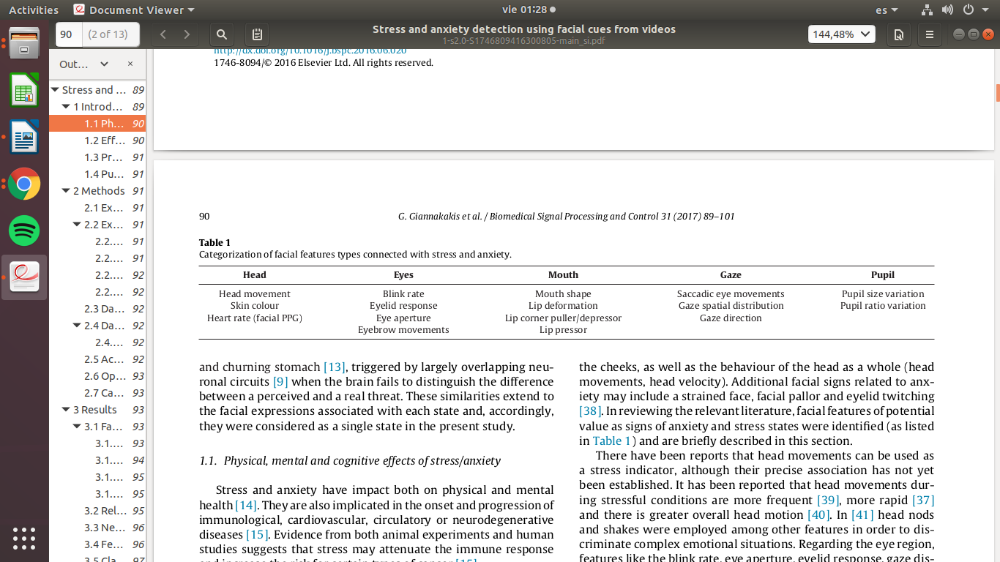 Activities Document Viewer vie 01:28 es
90 (2 of 13) Stress and anxiety detection using facial cues from videos 144,48%
1-s2.0-S1746809416300805-main_si.pdf
Out… ×
Stress and … 89
1 Introd… 89
1.1 Ph… 90
1.2 Eff… 90
1.3 Pr… 91
1.4 Pu… 91
2 Methods 91
2.1 Ex… 91
2.2 Ex… 91
2.2.… 91
2.2.… 91
2.2.… 92
2.2.… 92
2.3 Da… 92
2.4 Da… 92
2.4.… 92
2.5 Ac… 92
2.6 Op… 93
2.7 Ca… 93
3 Results 93
3.1 Fa… 93
3.1.… 93
3.1.… 94
3.1.… 95
3.1.… 95
3.2 Rel… 95
3.3 Ne… 96
3.4 Fe… 96
3.5 Cla… 97
http://dx.doi.org/10.1016/j.bspc.2016.06.020
1746-8094/© 2016 Elsevier Ltd. All rights reserved.
90 G. Giannakakis et al. / Biomedical Signal Processing and Control 31 (2017) 89–101
Table 1
Categorization of facial features types connected with stress and anxiety.
Head Eyes Mouth Gaze Pupil
Head movement Blink rate Mouth shape Saccadic eye movements Pupil size variation
Skin colour Eyelid response Lip deformation Gaze spatial distribution Pupil ratio variation
Heart rate (facial PPG) Eye aperture Lip corner puller/depressor Gaze direction
Eyebrow movements Lip pressor
and churning stomach [13], triggered by largely overlapping neu-
ronal circuits [9] when the brain fails to distinguish the difference
between a perceived and a real threat. These similarities extend to
the facial expressions associated with each state and, accordingly,
they were considered as a single state in the present study.
1.1. Physical, mental and cognitive effects of stress/anxiety
Stress and anxiety have impact both on physical and mental
health [14]. They are also implicated in the onset and progression of
immunological, cardiovascular, circulatory or neurodegenerative
diseases [15]. Evidence from both animal experiments and human
studies suggests that stress may attenuate the immune response
and increase the risk for certain types of cancer [15].
the cheeks, as well as the behaviour of the head as a whole (head
movements, head velocity). Additional facial signs related to anx-
iety may include a strained face, facial pallor and eyelid twitching
[38]. In reviewing the relevant literature, facial features of potential
value as signs of anxiety and stress states were identified (as listed
in Table 1) and are briefly described in this section.
There have been reports that head movements can be used as
a stress indicator, although their precise association has not yet
been established. It has been reported that head movements dur-
ing stressful conditions are more frequent [39], more rapid [37]
and there is greater overall head motion [40]. In [41] head nods
and shakes were employed among other features in order to dis-
criminate complex emotional situations. Regarding the eye region,
features like the blink rate, eye aperture, eyelid response, gaze dis-